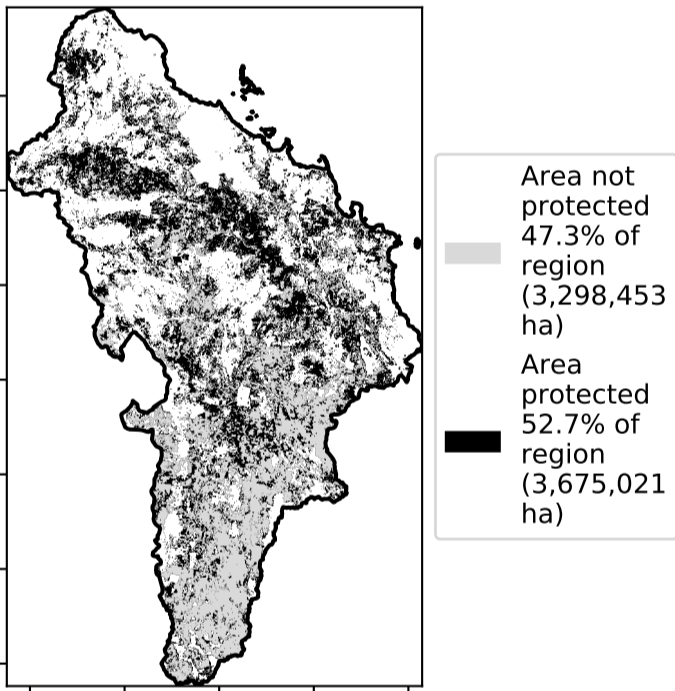 Area not
protected
47.3% of
region
(3,298,453
ha)
Area
protected
52.7% of
region
(3,675,021
ha)